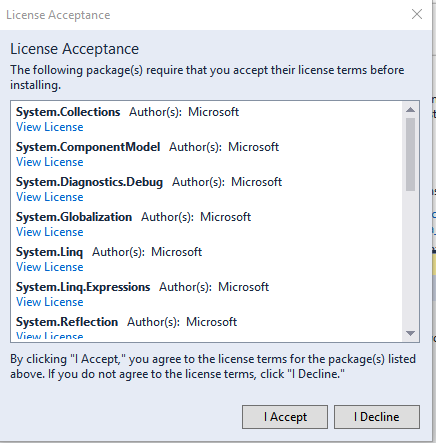 License Acceptance
License Acceptance
The following package(s) require that you accept their license terms before
installing.
System.Collections Author(s): Microsoft
View License
System.ComponentModel Author(s): Microsoft
View License
System.Diagnostics.Debug Author(s): Microsoft
View License
System.Globalization Author(s): Microsoft
View License
System.Linq Author(s): Microsoft
View License
System.Linq.Expressions Author(s): Microsoft
View License
System.Reflection Author(s): Microsoft
View License
By clicking "I Accept," you agree to the license terms for the package(s) listed
above. If you do not agree to the license terms, click "I Decline."
I Accept
I Decline